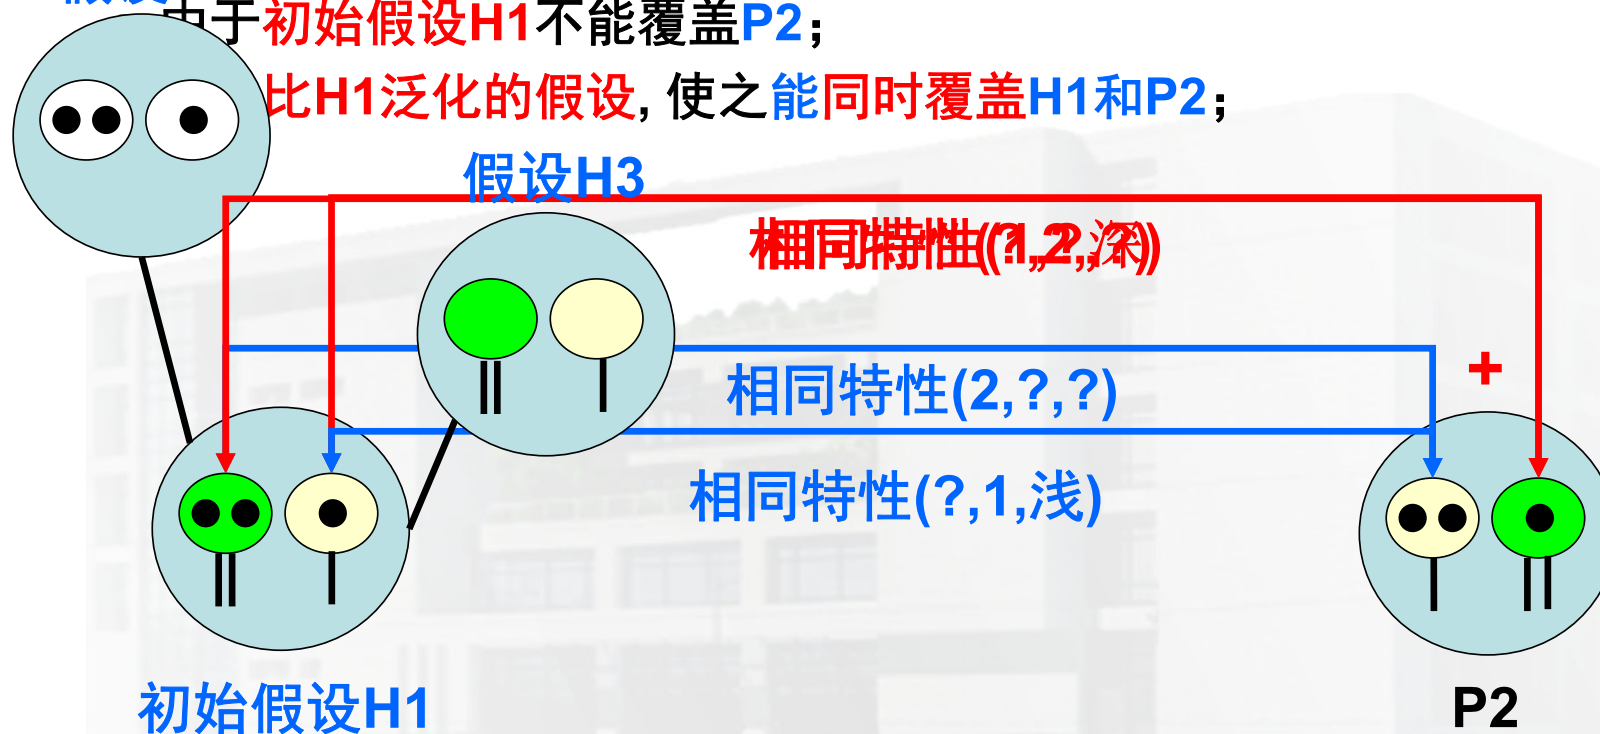 由于初始假设H1不能覆盖P2；
比H1泛化的假设, 使之能同时覆盖H1和P2；
假设H3
相同特性(2,?,?)
相同特性(?,1,浅)
初始假设H1
P2
+